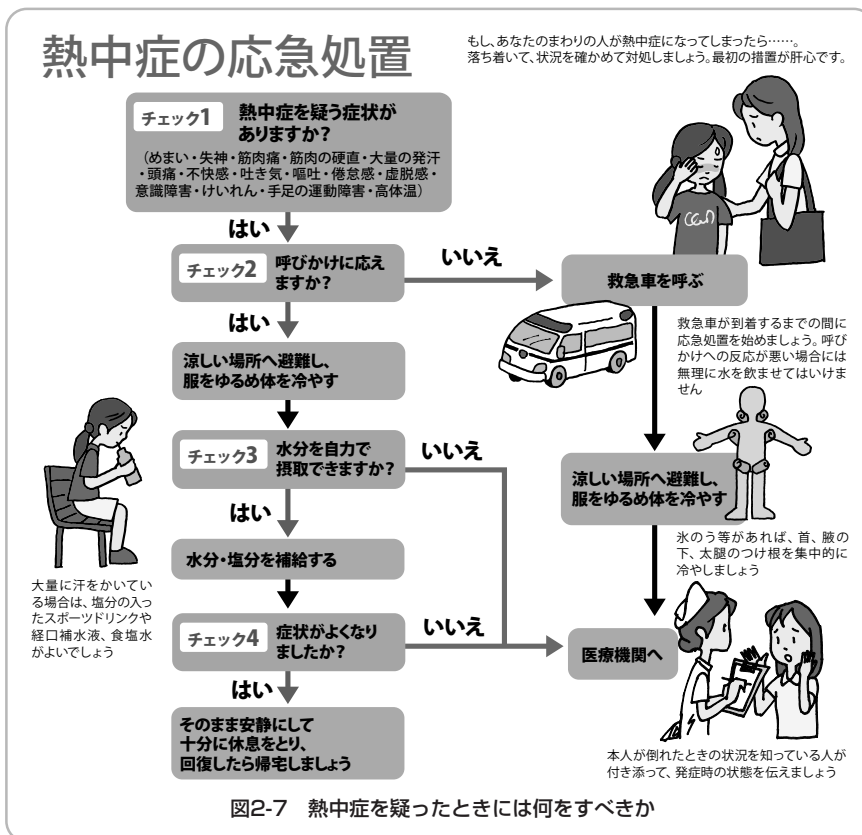 熱中症の応急処置
もし、あなたのまわりの人が熱中症になってしまったら……。
落ち着いて、状況を確かめて対処しましょう。最初の措置が肝心です。
チェック1
熱中症を疑う症状が
ありますか？
（めまい・失神・筋肉痛・筋肉の硬直・大量の発汗
・頭痛・不快感・吐き気・嘔吐・倦怠感・虚脱感・
意識障害・けいれん・手足の運動障害・高体温）
はい
チェック2
呼びかけに応え
ますか？
いいえ
救急車を呼ぶ
はい
救急車が到着するまでの間に
応急処置を始めましょう。呼び
かけへの反応が悪い場合には
無理に水を飲ませてはいけま
せん
涼しい場所へ避難し、
服をゆるめ体を冷やす
チェック3
水分を自力で
摂取できますか？
いいえ
涼しい場所へ避難し、
服をゆるめ体を冷やす
はい
氷のう等があれば、首、腋の
下、太腿のつけ根を集中的に
冷やしましょう
水分・塩分を補給する
大量に汗をかいてい
る場合は、塩分の入っ
たスポーツドリンクや
経口補水液、食塩水
がよいでしょう
チェック4
症状がよくなり
ましたか？
いいえ
医療機関へ
はい
そのまま安静にして
十分に休息をとり、
回復したら帰宅しましょう
本人が倒れたときの状況を知っている人が
付き添って、発症時の状態を伝えましょう
図2-7 熱中症を疑ったときには何をすべきか